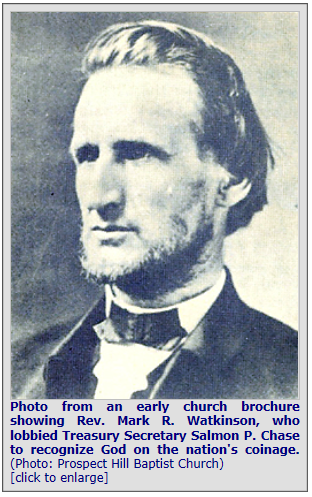 Photo from an early church brochure
showing Rev. Mark R. Watkinson, who
lobbied Treasury Secretary Salmon P. Chase
to recognize God on the nation's coinage.
(Photo: Prospect Hill Baptist Church)
[click to enlarge]